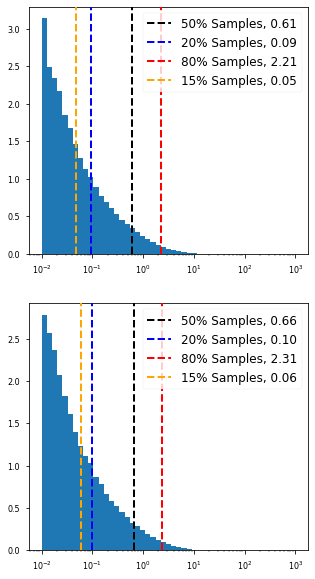 3.0
2.5
2.0
1.5
1.0
0.5
0.0
50% Samples, 0.61
20% Samples, 0.09
80% Samples, 2.21
15% Samples, 0.05
10⁻² 10⁻¹ 10⁰ 10¹ 10² 10³
2.5
2.0
1.5
1.0
0.5
0.0
50% Samples, 0.66
20% Samples, 0.10
80% Samples, 2.31
15% Samples, 0.06
10⁻² 10⁻¹ 10⁰ 10¹ 10² 10³